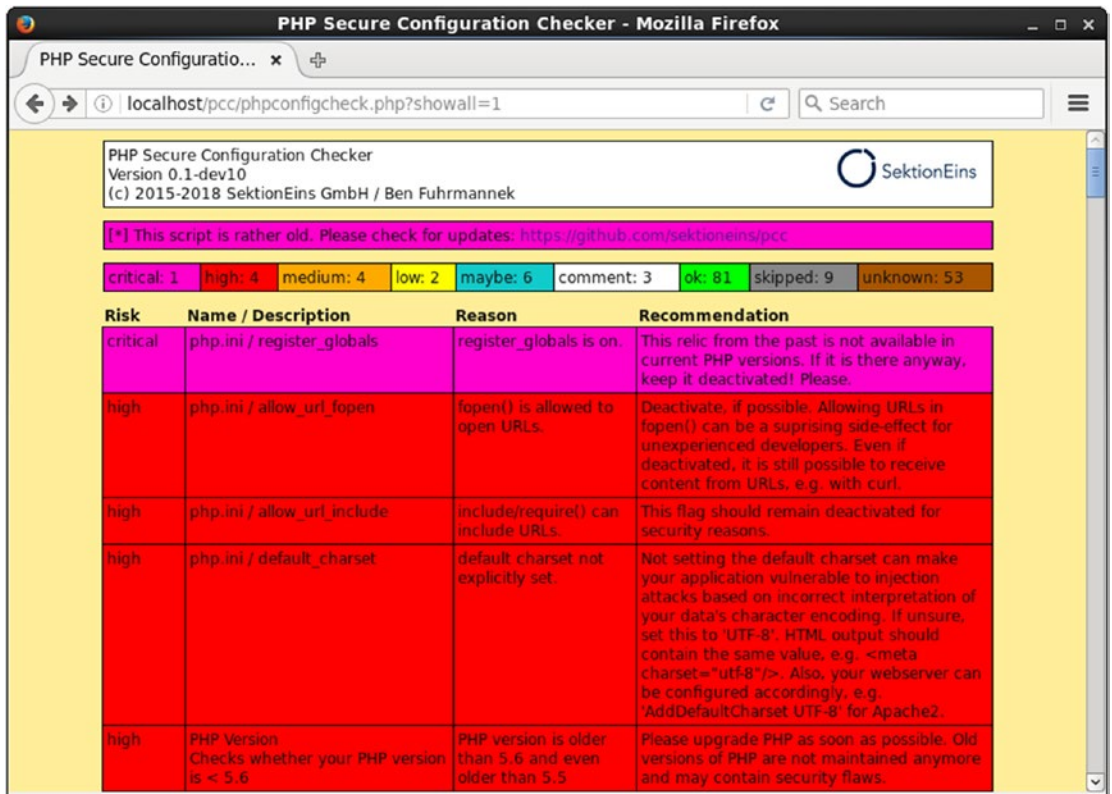 PHP Secure Configuration Checker - Mozilla Firefox
PHP Secure Configuratio...
localhost/pcc/phpconfigcheck.php?showall=1
Search
PHP Secure Configuration Checker
Version 0.1-dev10
(c) 2015-2018 SektionEins GmbH / Ben Fuhrmannek
SektionEins
[*] This script is rather old. Please check for updates: https://github.com/sektioneins/pcc
critical: 1 high: 4 medium: 4 low: 2 maybe: 6 comment: 3 ok: 81 skipped: 9 unknown: 53
Risk Name / Description Reason Recommendation
critical
php.ini / register_globals
register_globals is on.
This relic from the past is not available in
current PHP versions. If it is there anyway,
keep it deactivated! Please.
high
php.ini / allow_url_fopen
fopen() is allowed to
open URLs.
Deactivate, if possible. Allowing URLs in
fopen() can be a suprising side-effect for
unexperienced developers. Even if
deactivated, it is still possible to receive
content from URLs, e.g. with curl.
high
php.ini / allow_url_include
include/require() can
include URLs.
This flag should remain deactivated for
security reasons.
high
php.ini / default_charset
default charset not
explicitly set.
Not setting the default charset can make
your application vulnerable to injection
attacks based on incorrect interpretation of
your data's character encoding. If unsure,
set this to 'UTF-8'. HTML output should
contain the same value, e.g. <meta
charset="utf-8"/>. Also, your webserver can
be configured accordingly, e.g.
'AddDefaultCharset UTF-8' for Apache2.
high
PHP Version
Checks whether your PHP version
is < 5.6
PHP version is older
than 5.6 and even
older than 5.5
Please upgrade PHP as soon as possible. Old
versions of PHP are not maintained anymore
and may contain security flaws.